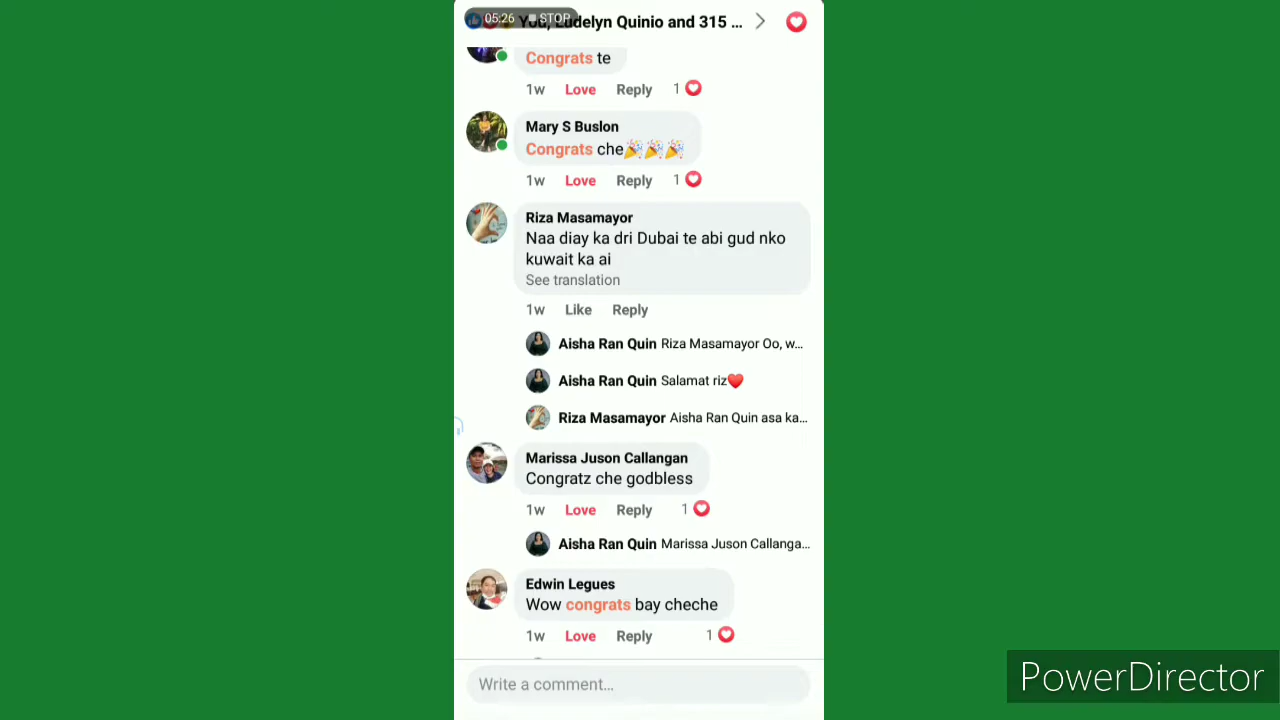 05:26 STOP
You, Eudelyn Quinio and 315 ...
Congrats te
1w Love Reply 1
Mary S Buslon
Congrats che🎉🎉🎉
1w Love Reply 1
Riza Masamayor
Naa diay ka dri Dubai te abi gud nko
kuwait ka ai
See translation
1w Like Reply
Aisha Ran Quin Riza Masamayor Oo, w...
Aisha Ran Quin Salamat riz❤️
Riza Masamayor Aisha Ran Quin asa ka...
Marissa Juson Callangan
Congratz che godbless
1w Love Reply 1
Aisha Ran Quin Marissa Juson Callanga...
Edwin Legues
Wow congrats bay cheche
1w Love Reply 1
Write a comment...
PowerDirector